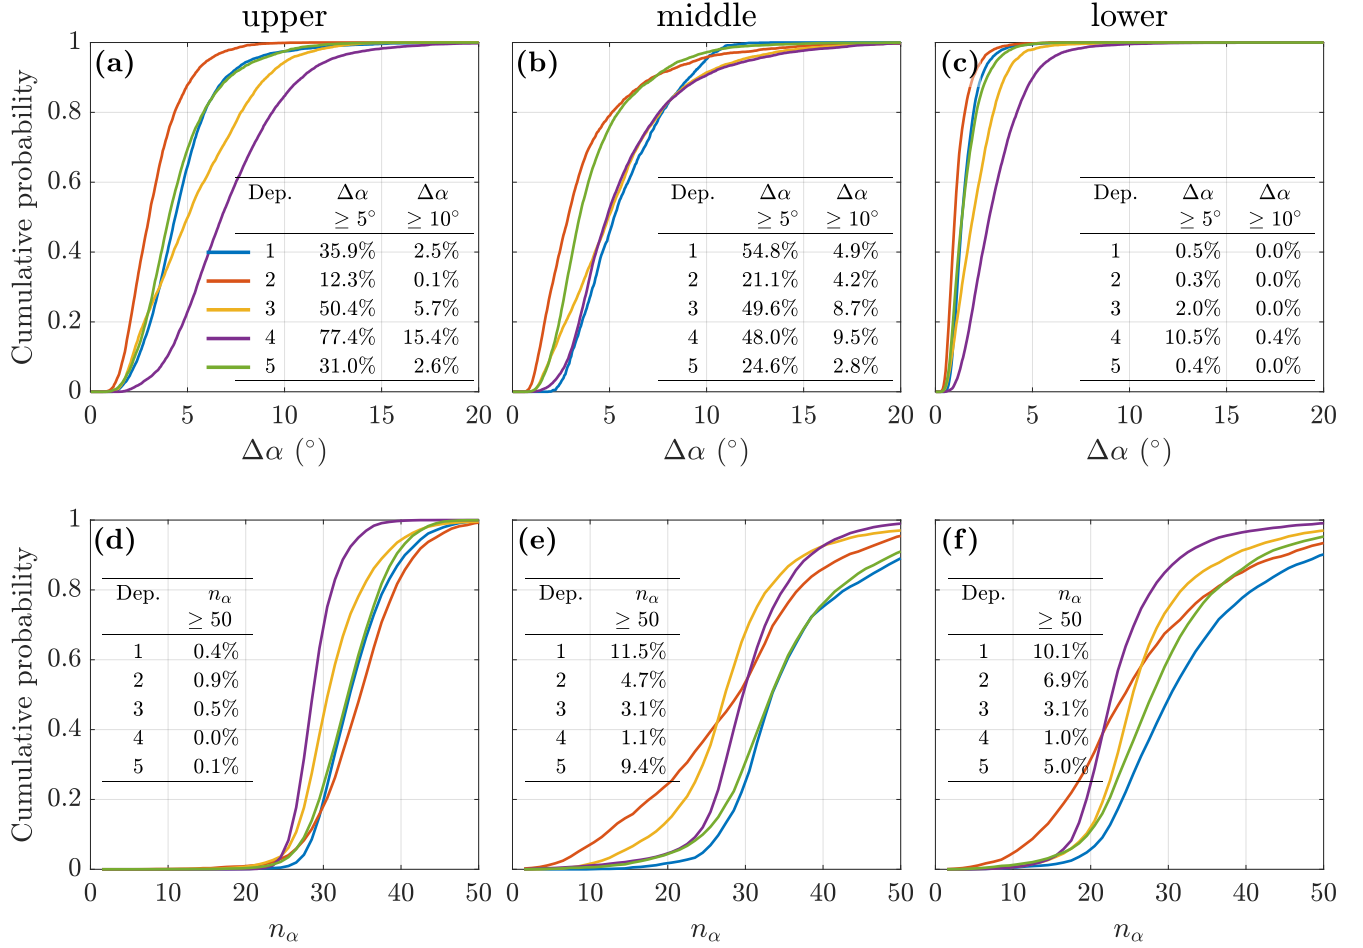 upper
middle
lower
Cumulative probability
(a)
1
0.8
0.6
0.4
0.2
0
Dep. Δα Δα
≥ 5° ≥ 10°
1 35.9% 2.5%
2 12.3% 0.1%
3 50.4% 5.7%
4 77.4% 15.4%
5 31.0% 2.6%
0 5 10 15 20
Δα (°)
(b)
Dep. Δα Δα
≥ 5° ≥ 10°
1 54.8% 4.9%
2 21.1% 4.2%
3 49.6% 8.7%
4 48.0% 9.5%
5 24.6% 2.8%
0 5 10 15 20
Δα (°)
(c)
Dep. Δα Δα
≥ 5° ≥ 10°
1 0.5% 0.0%
2 0.3% 0.0%
3 2.0% 0.0%
4 10.5% 0.4%
5 0.4% 0.0%
0 5 10 15 20
Δα (°)
Cumulative probability
(d)
1
0.8
0.6
0.4
0.2
0
Dep. nα
≥ 50
1 0.4%
2 0.9%
3 0.5%
4 0.0%
5 0.1%
0 10 20 30 40 50
nα
(e)
Dep. nα
≥ 50
1 11.5%
2 4.7%
3 3.1%
4 1.1%
5 9.4%
0 10 20 30 40 50
nα
(f)
Dep. nα
≥ 50
1 10.1%
2 6.9%
3 3.1%
4 1.0%
5 5.0%
0 10 20 30 40 50
nα